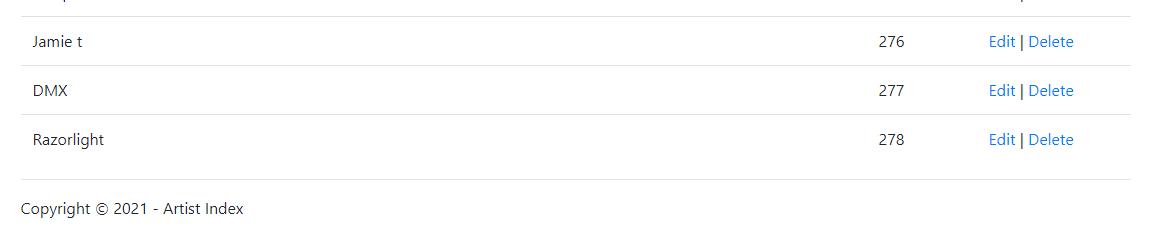 Jamie t 276 Edit | Delete
DMX 277 Edit | Delete
Razorlight 278 Edit | Delete
Copyright © 2021 - Artist Index